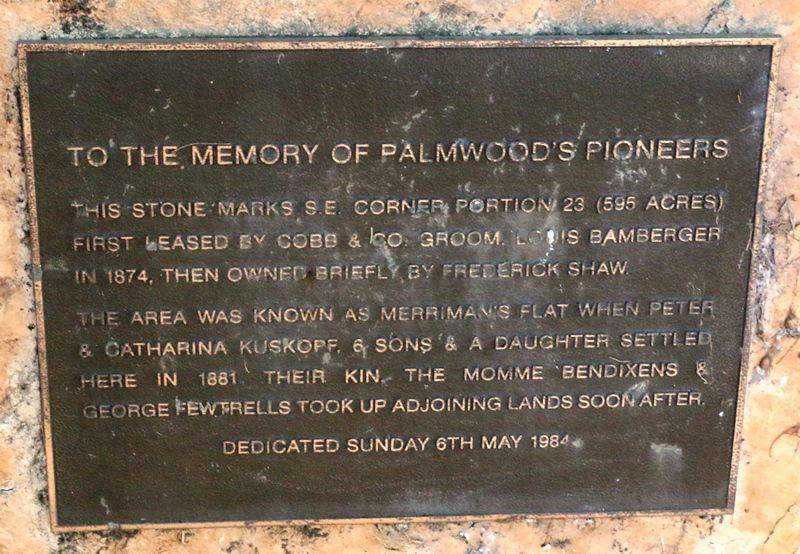 TO THE MEMORY OF PALMWOOD'S PIONEERS
THIS STONE MARKS S.E. CORNER PORTION 23 (595 ACRES)
FIRST LEASED BY COBB & CO. GROOM, LOUIS BAMBERGER
IN 1874, THEN OWNED BRIEFLY BY FREDERICK SHAW.
THE AREA WAS KNOWN AS MERRIMAN'S FLAT WHEN PETER
& CATHARINA KUSKOPF, 6 SONS & A DAUGHTER SETTLED
HERE IN 1881. THEIR KIN, THE MOMME BENDIXENS &
GEORGE FEWTRELLS TOOK UP ADJOINING LANDS SOON AFTER.
DEDICATED SUNDAY 6TH MAY 1984